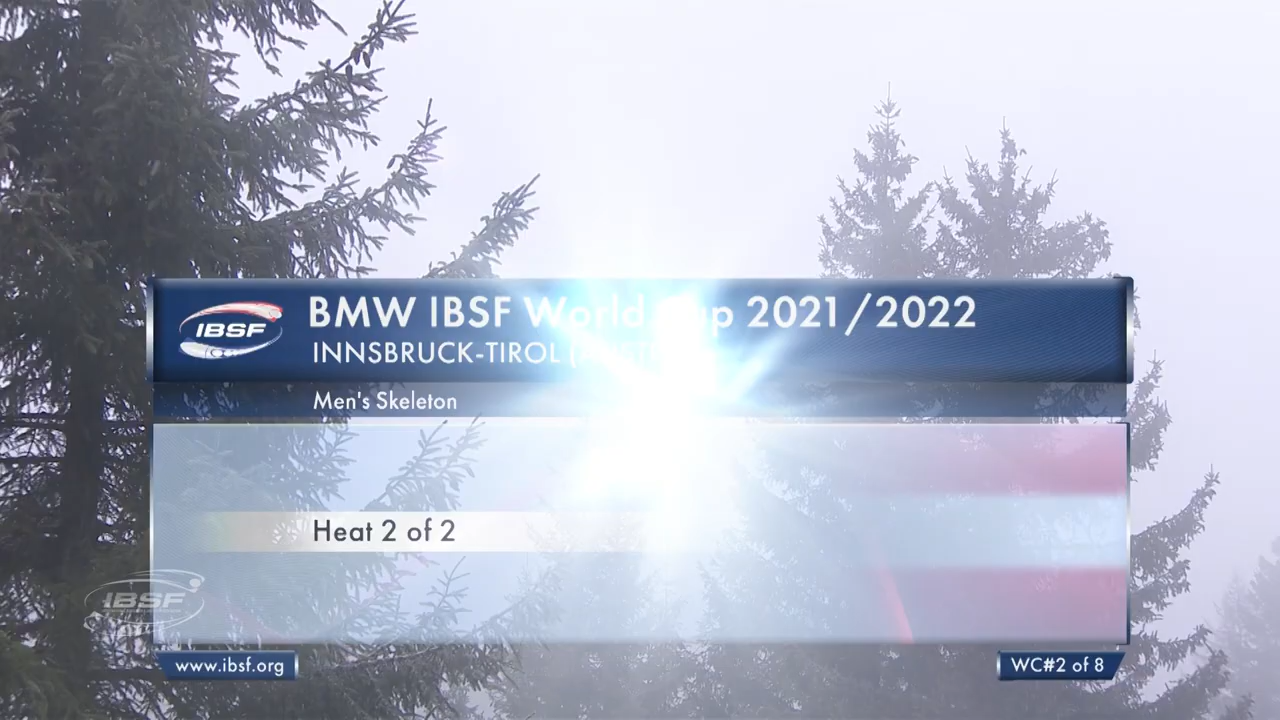 IBSF
BMW IBSF World Cup 2021/2022
INNSBRUCK-TIROL
Men's Skeleton
Heat 2 of 2
IBSF
www.ibsf.org
WC#2 of 8